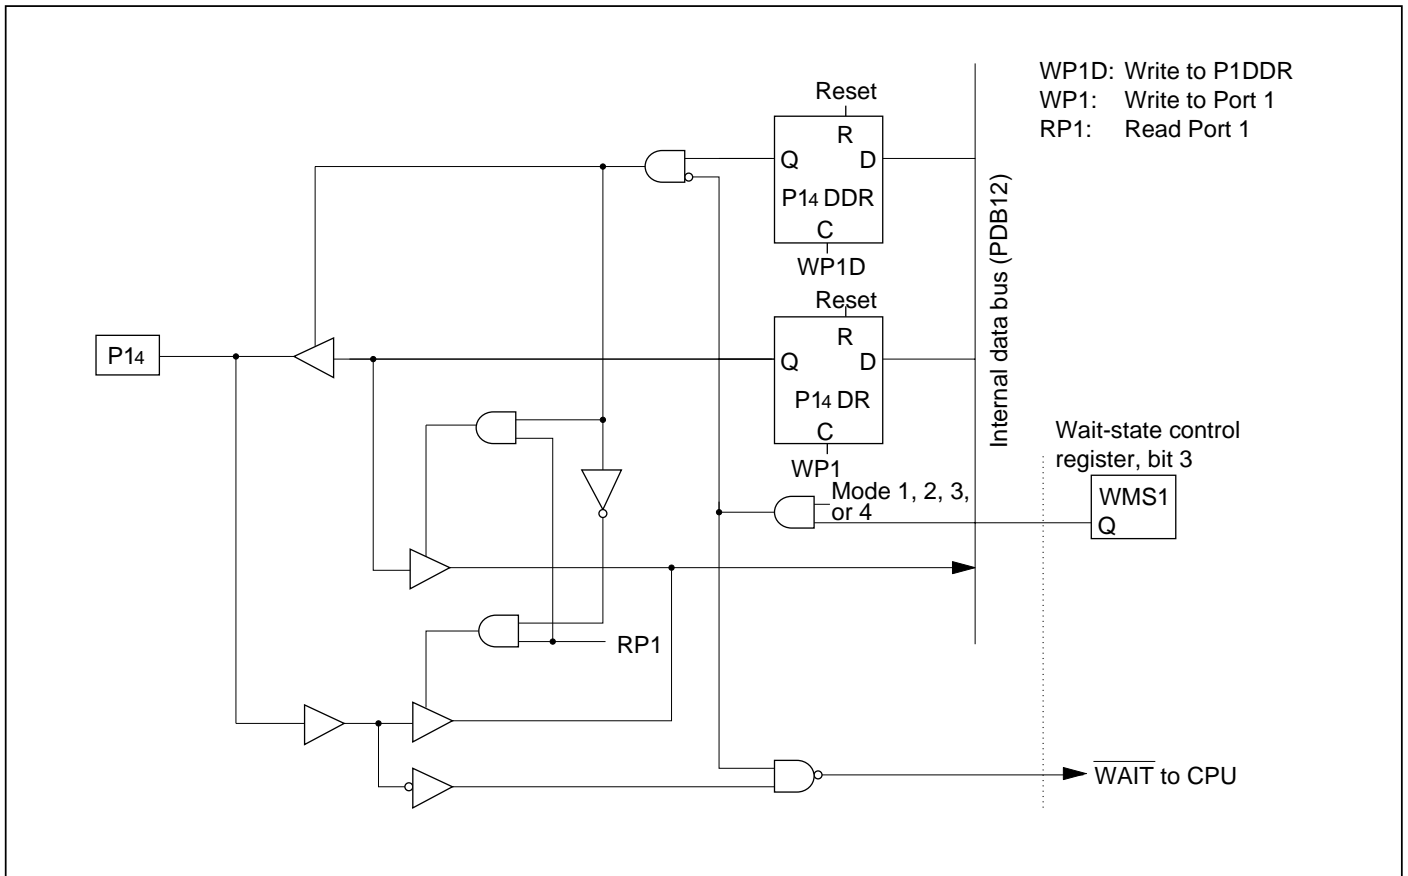 WP1D: Write to P1DDR
WP1: Write to Port 1
RP1: Read Port 1
Reset
R
Q D
P14 DDR
C
WP1D
Internal data bus (PDB12)
Reset
R
Q D
P14 DR
C
WP1
P14
Mode 1, 2, 3,
or 4
Wait-state control
register, bit 3
WMS1
Q
RP1
WAIT to CPU